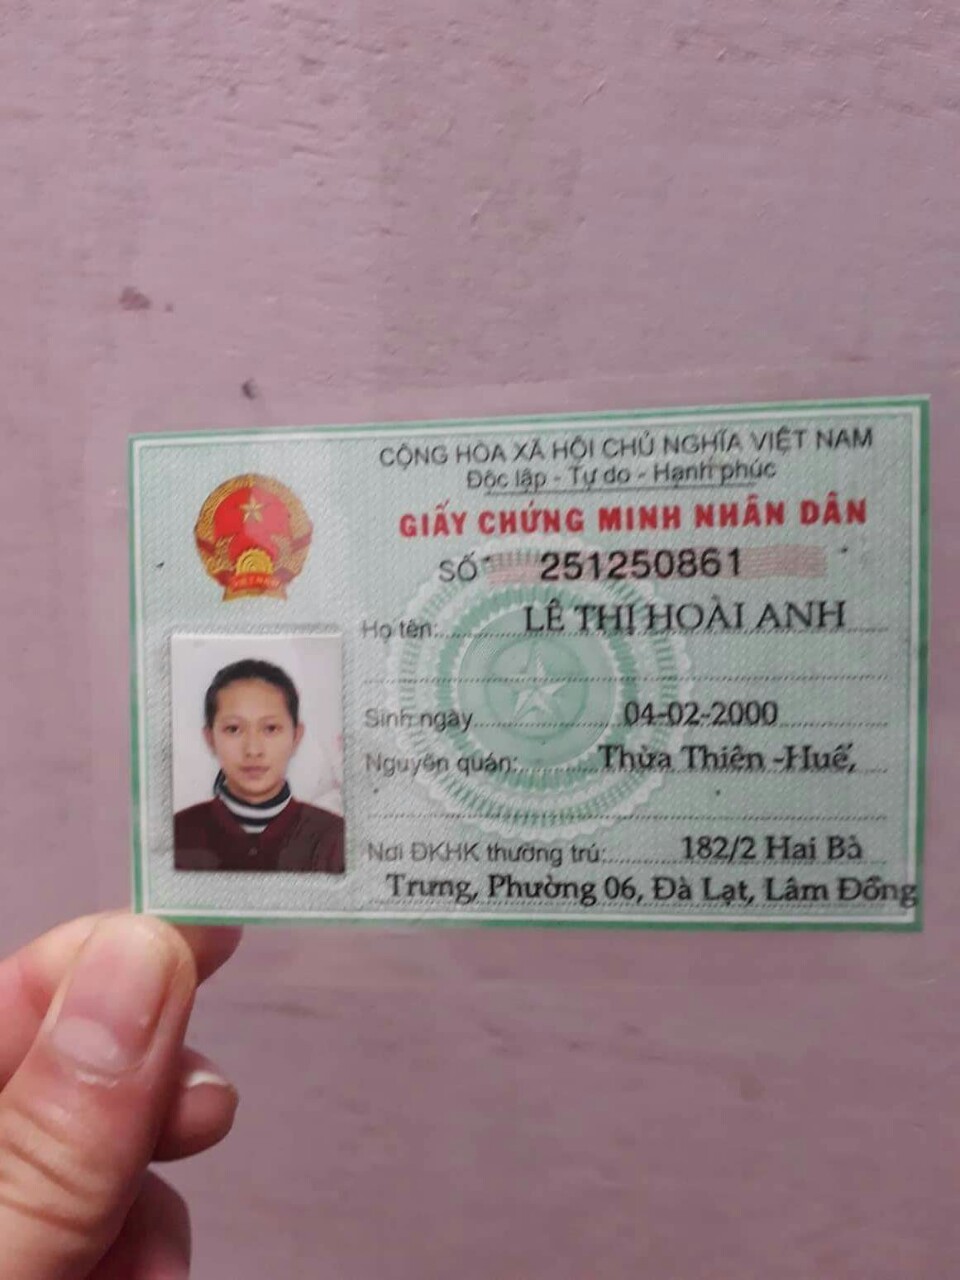 CỘNG HÒA XÃ HỘI CHỦ NGHĨA VIỆT NAM
Độc lập - Tự do - Hạnh phúc
GIẤY CHỨNG MINH NHÂN DÂN
SỐ 251250861
Họ tên: LÊ THỊ HOÀI ANH
Sinh ngày 04-02-2000
Nguyên quán: Thừa Thiên -Huế,
Nơi ĐKHK thường trú: 182/2 Hai Bà
Trưng, Phường 06, Đà Lạt, Lâm Đồng
VIỆT NAM